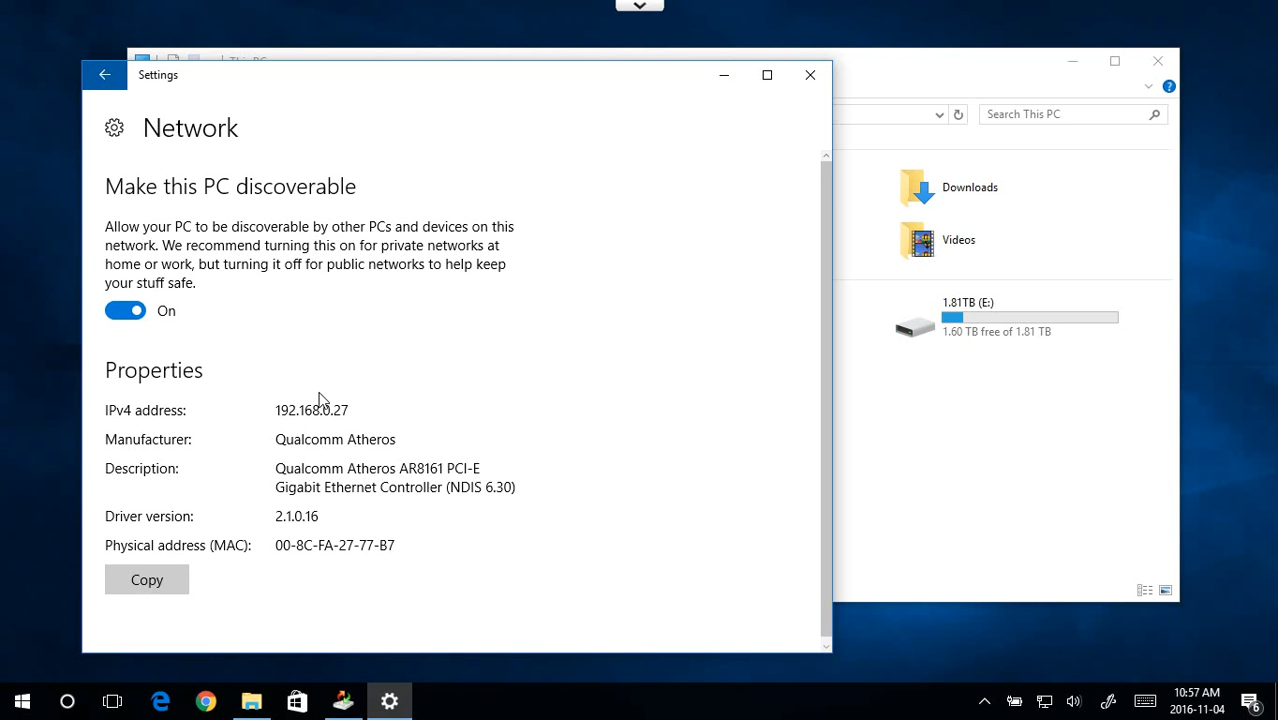 This PC
Settings
Network
Search This PC
Make this PC discoverable
Allow your PC to be discoverable by other PCs and devices on this
network. We recommend turning this on for private networks at
home or work, but turning it off for public networks to help keep
your stuff safe.
On
Properties
IPv4 address: 192.168.0.27
Manufacturer: Qualcomm Atheros
Description: Qualcomm Atheros AR8161 PCI-E
Gigabit Ethernet Controller (NDIS 6.30)
Driver version: 2.1.0.16
Physical address (MAC): 00-8C-FA-27-77-B7
Copy
Downloads
Videos
1.81TB (E:)
1.60 TB free of 1.81 TB
10:57 AM
2016-11-04
6